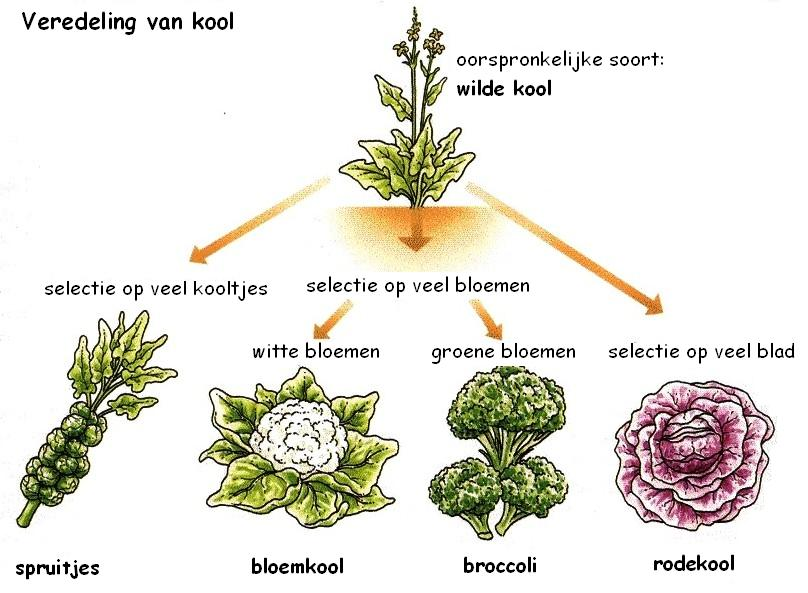 Veredeling van kool
oorspronkelijke soort:
wilde kool
selectie op veel kooltjes
selectie op veel bloemen
witte bloemen
groene bloemen
selectie op veel blad
spruitjes
bloemkool
broccoli
rodekool